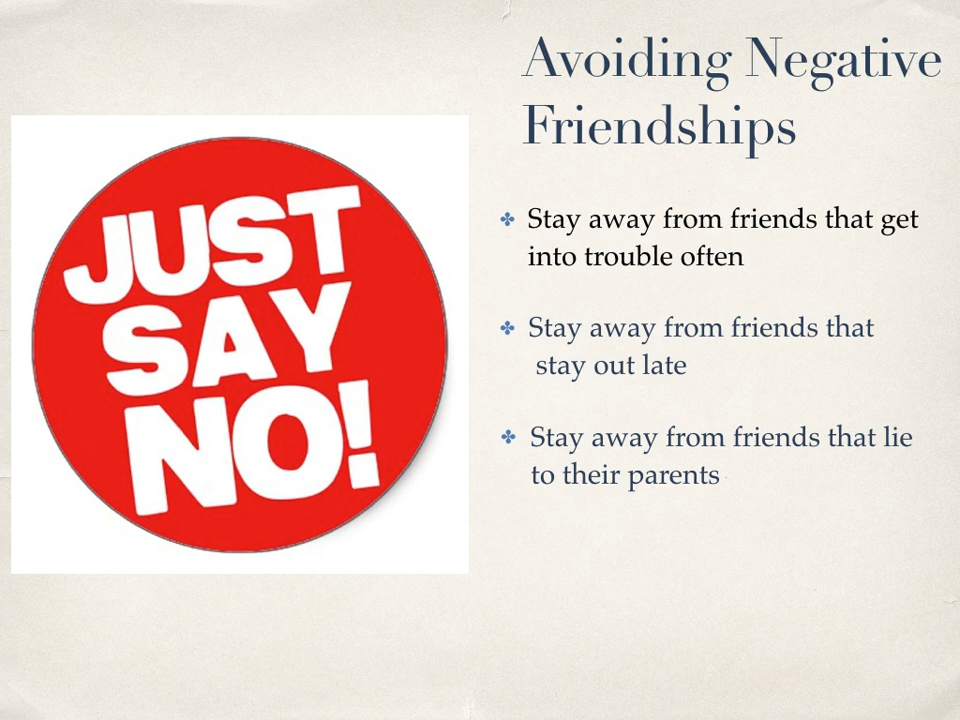 Avoiding Negative
Friendships
JUST
SAY
NO!
Stay away from friends that get
into trouble often
Stay away from friends that
stay out late
Stay away from friends that lie
to their parents